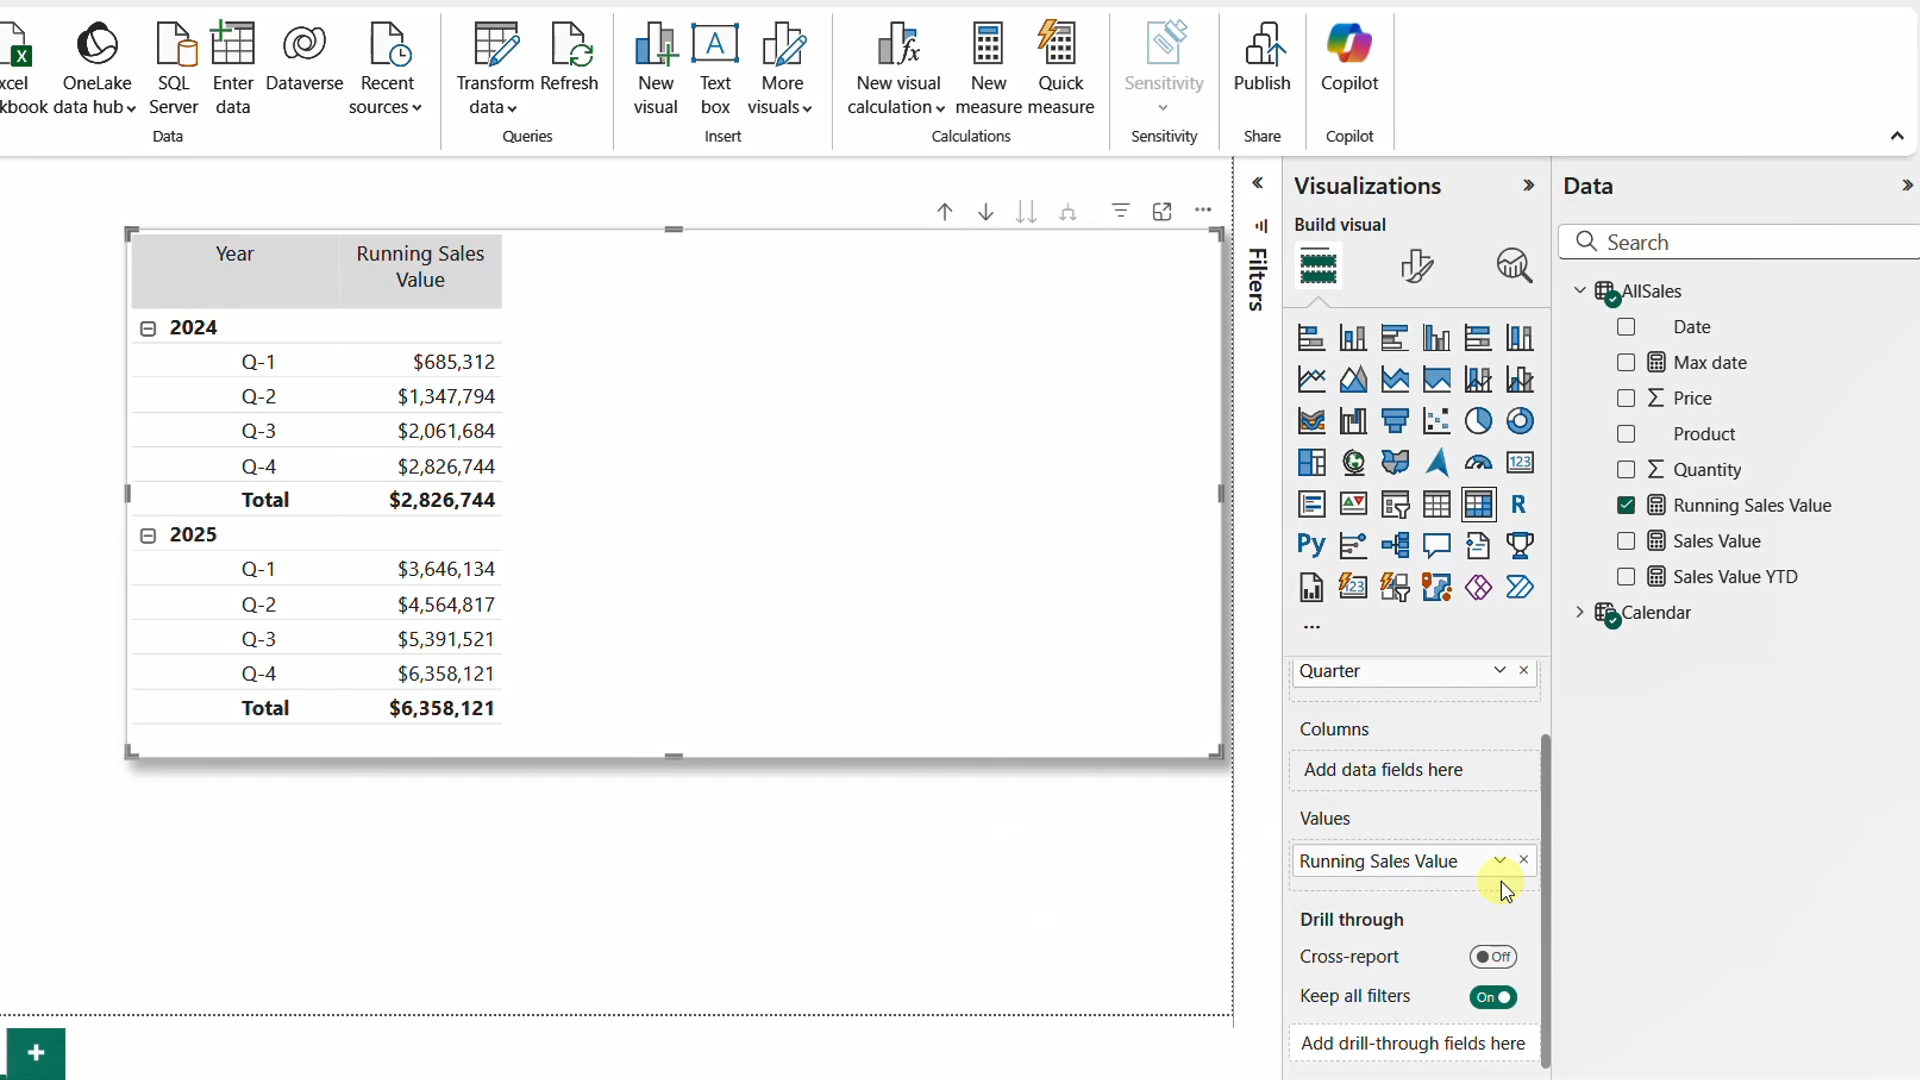 xcel
kbook
OneLake
data hub
SQL
Server
Enter
data
Dataverse
Recent
sources
Data
Transform
data
Refresh
Queries
New
visual
Text
box
More
visuals
Insert
New visual
calculation
New
measure
Quick
measure
Calculations
Sensitivity
Sensitivity
Publish
Share
Copilot
Copilot
Year
Running Sales
Value
2024
Q-1 $685,312
Q-2 $1,347,794
Q-3 $2,061,684
Q-4 $2,826,744
Total $2,826,744
2025
Q-1 $3,646,134
Q-2 $4,564,817
Q-3 $5,391,521
Q-4 $6,358,121
Total $6,358,121
Filters
Visualizations
Build visual
123
R
Py
123
Quarter
Columns
Add data fields here
Values
Running Sales Value
Drill through
Cross-report Off
Keep all filters On
Add drill-through fields here
Data
Search
AllSales
Date
Max date
Price
Product
Quantity
Running Sales Value
Sales Value
Sales Value YTD
Calendar